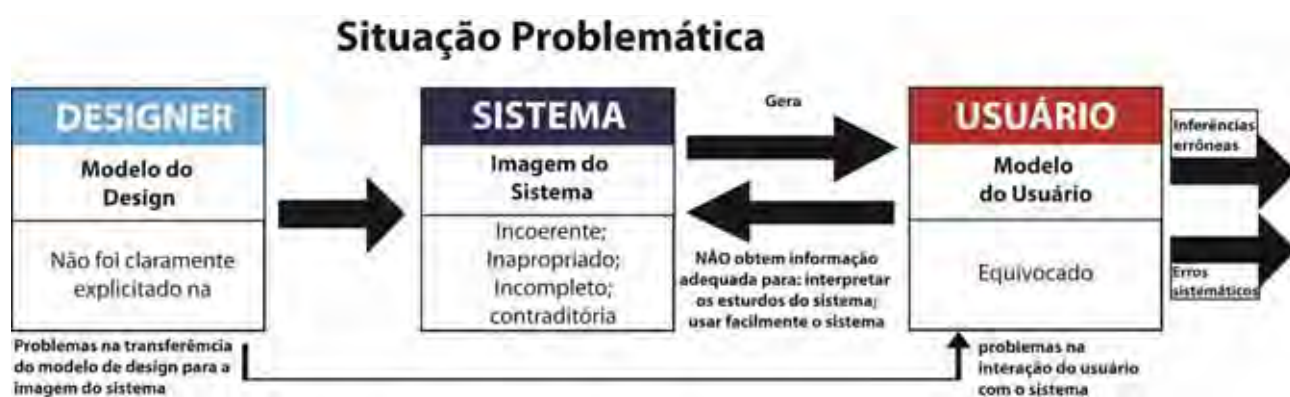 Situação Problemática
DESIGNER
Modelo do
Design
Não foi claramente
explicitado na
Problemas na transferêmcia
do modelo de design para a
imagem do sistema
SISTEMA
Imagem do
Sistema
Incoerente;
Inapropriado;
Incompleto;
contraditória
Gera
NÃO obtem informação
adequada para: interpretar
os esturdos do sistema;
usar facilmente o sistema
USUÁRIO
Modelo
do Usuário
Equivocado
problemas na
interação do usuário
com o sistema
Inferências
errôneas
Erros
sistemáticos